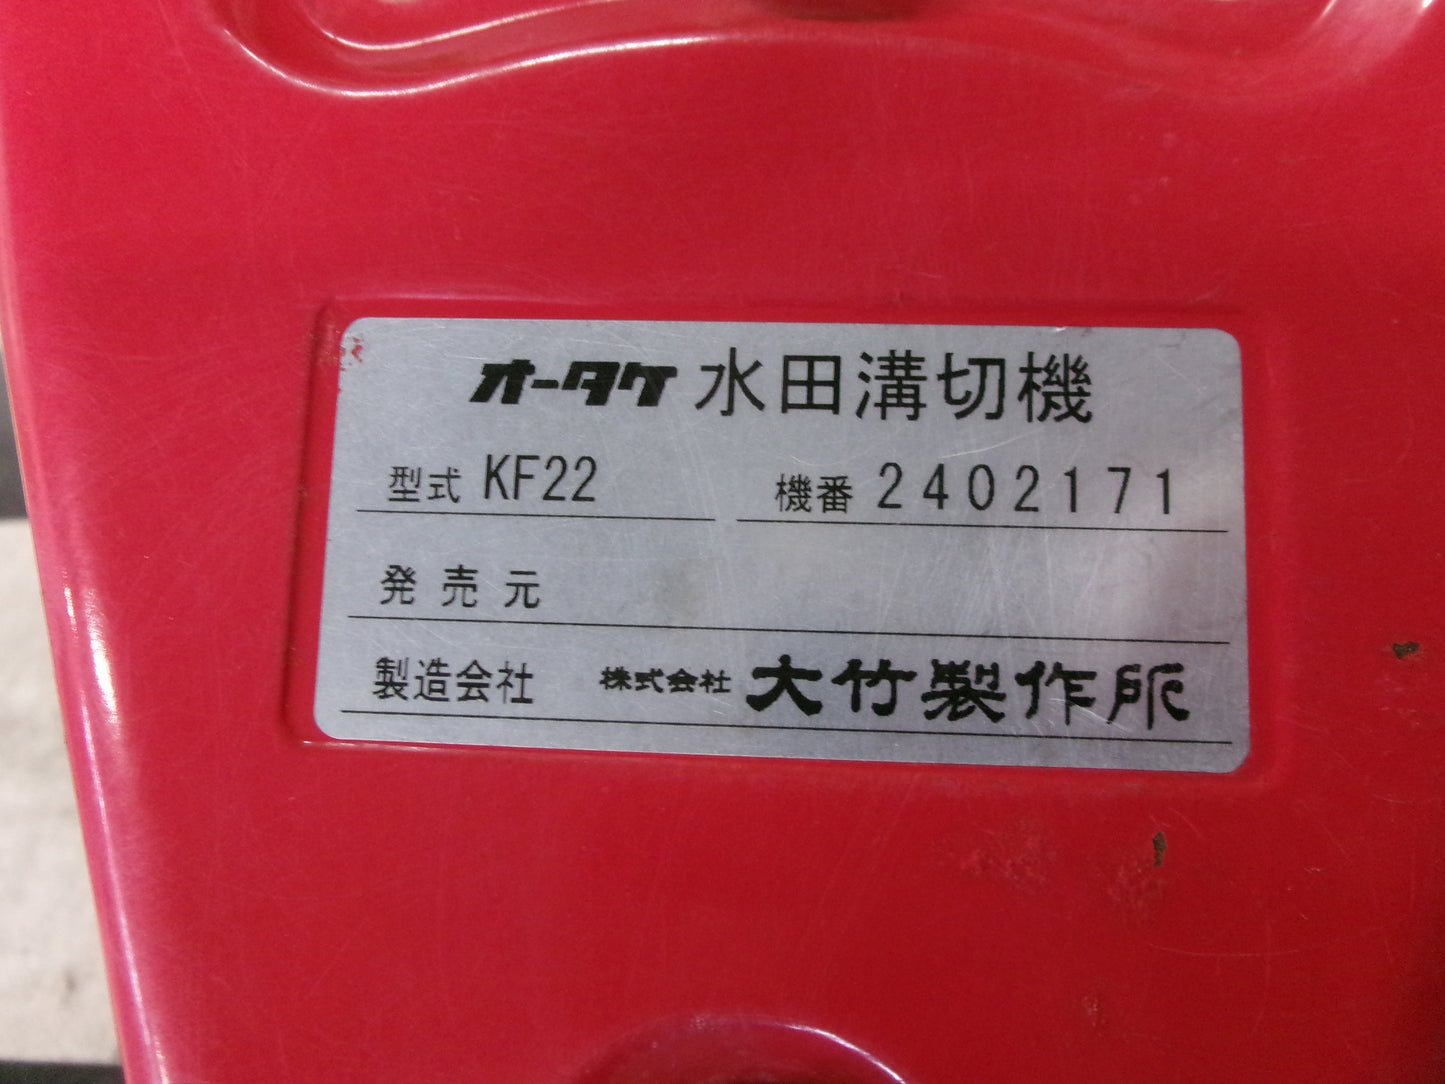 オータケ 水田溝切機
型式 KF22 機番 2402171
発売元
製造会社 株式会社 大竹製作所